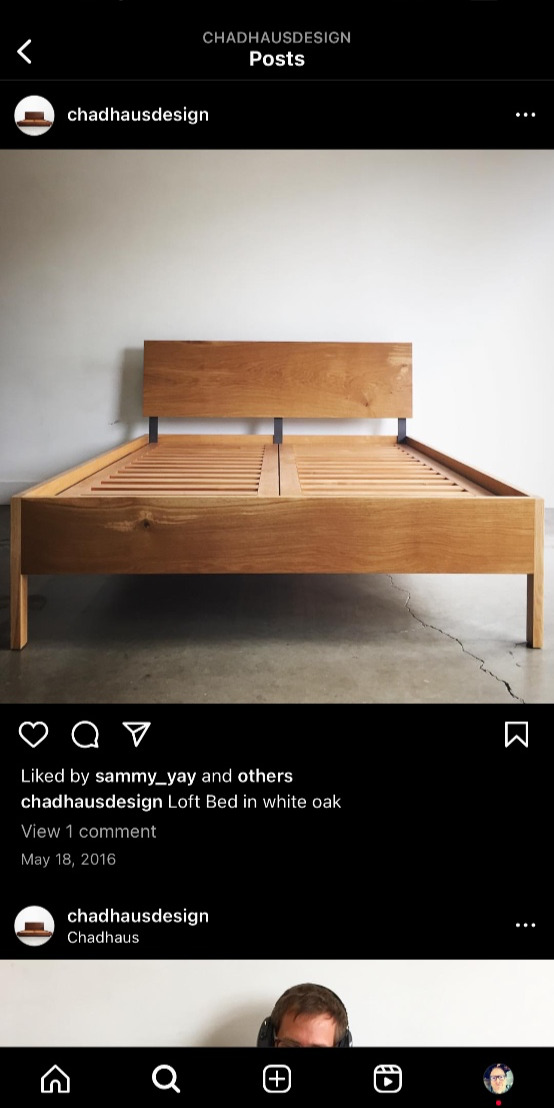 CHADHAUSDESIGN
Posts
chadhausdesign
Liked by sammy_yay and others
chadhausdesign Loft Bed in white oak
View 1 comment
May 18, 2016
chadhausdesign
Chadhaus